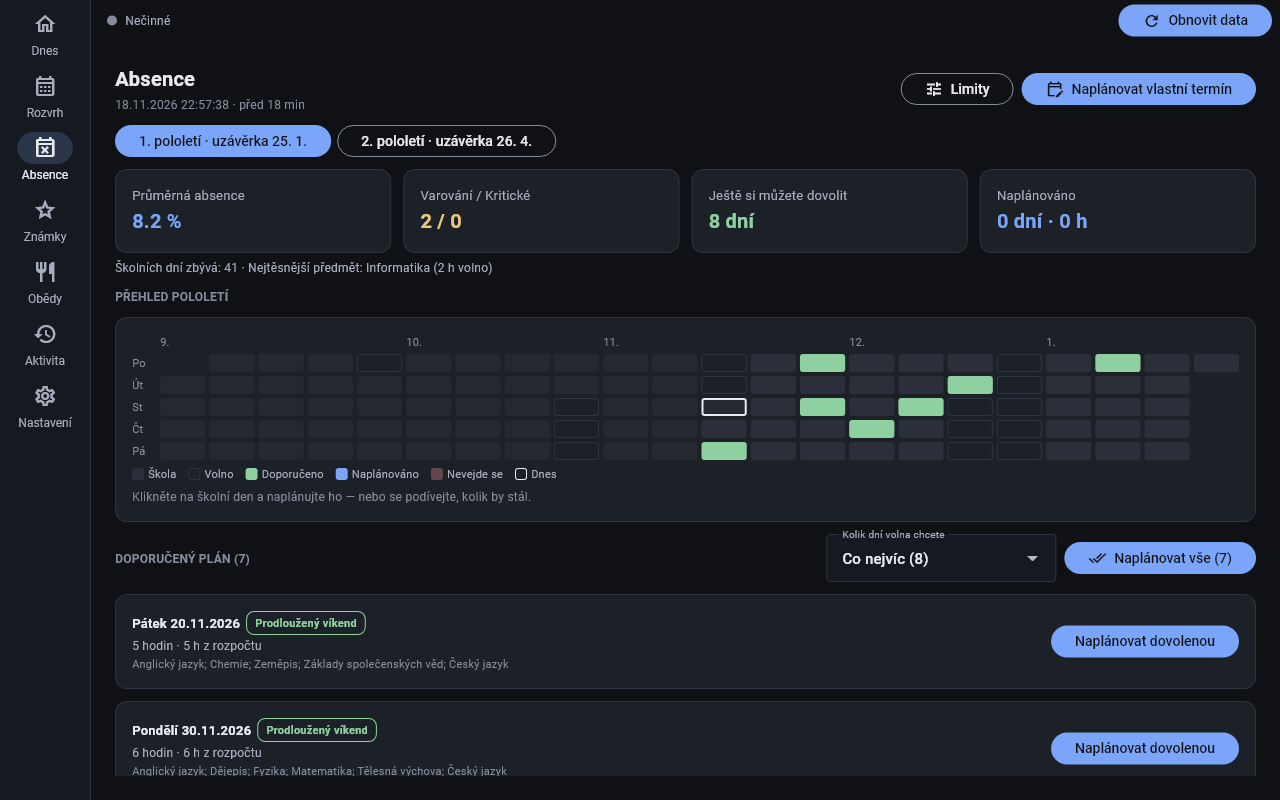 Nečinné
Obnovit data
Dnes
Rozvrh
Absence
Známky
Obědy
Aktivita
Nastavení
Absence
18.11.2026 22:57:38 · před 18 min
Limity
Naplánovat vlastní termín
1. pololetí · uzávěrka 25. 1.
2. pololetí · uzávěrka 26. 4.
Průměrná absence
8.2 %
Varování / Kritické
2 / 0
Ještě si můžete dovolit
8 dní
Naplánováno
0 dní · 0 h
Školních dní zbývá: 41 · Nejtěsnější předmět: Informatika (2 h volno)
PŘEHLED POLOLETÍ
9. 10. 11. 12. 1.
Po
Út
St
Čt
Pá
Škola Volno Doporučeno Naplánováno Nevejde se Dnes
Klikněte na školní den a naplánujte ho — nebo se podívejte, kolik by stál.
DOPORUČENÝ PLÁN (7)
Kolik dní volna chcete
Co nejvíc (8)
Naplánovat vše (7)
Pátek 20.11.2026 Prodloužený víkend
5 hodin · 5 h z rozpočtu
Anglický jazyk; Chemie; Zeměpis; Základy společenských věd; Český jazyk
Naplánovat dovolenou
Pondělí 30.11.2026 Prodloužený víkend
6 hodin · 6 h z rozpočtu
Anglický jazyk; Dějepis; Fyzika; Matematika; Tělesná výchova; Český jazyk
Naplánovat dovolenou